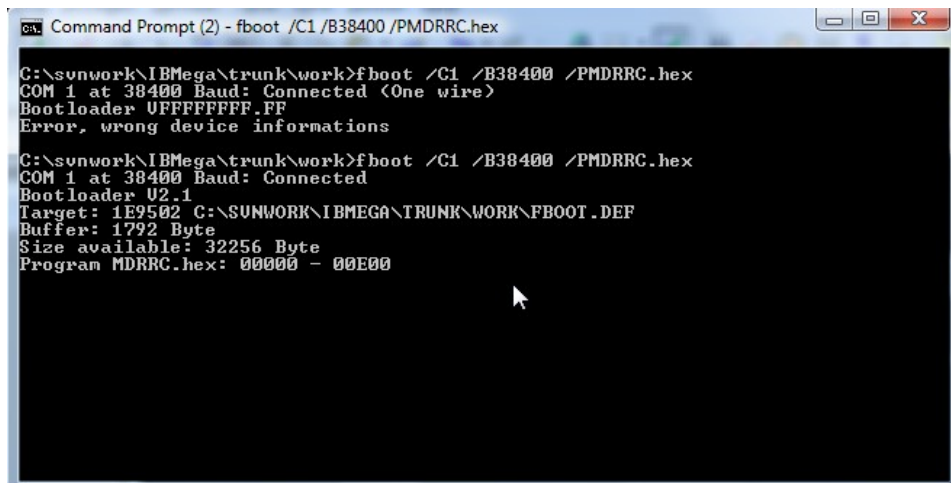 Command Prompt (2) - fboot /C1 /B38400 /PMDRRC.hex
C:\svnwork\IBMega\trunk\work>fboot /C1 /B38400 /PMDRRC.hex
COM 1 at 38400 Baud: Connected (One wire)
Bootloader VFFFFFFFF.FF
Error, wrong device informations
C:\svnwork\IBMega\trunk\work>fboot /C1 /B38400 /PMDRRC.hex
COM 1 at 38400 Baud: Connected
Bootloader V2.1
Target: 1E9502 C:\SVNWORK\IBMEGA\TRUNK\WORK\FBOOT.DEF
Buffer: 1792 Byte
Size available: 32256 Byte
Program MDRRC.hex: 00000 - 00E00